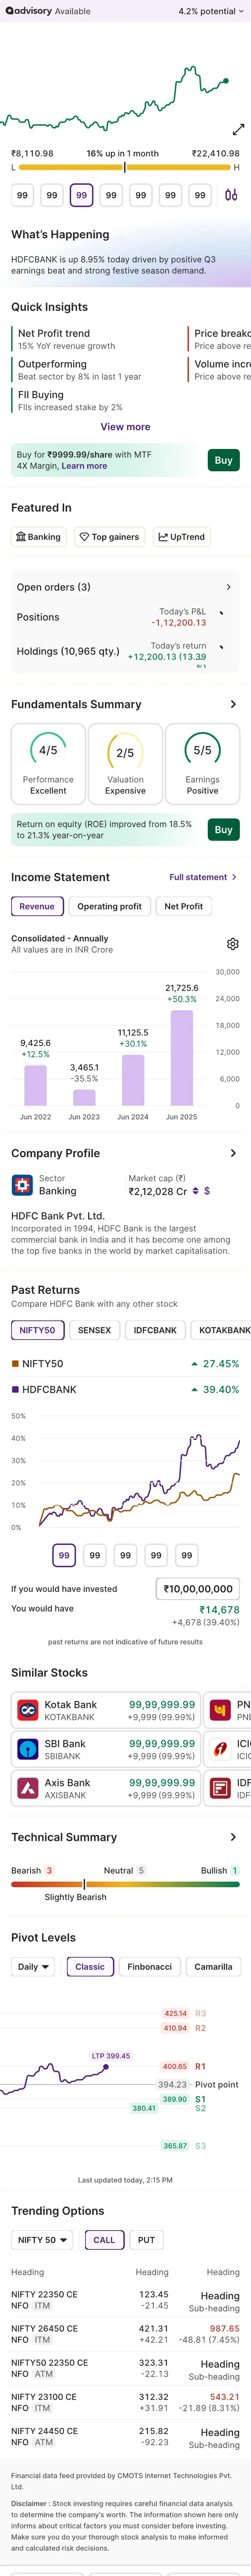 advisory Available 4.2% potential
₹8,110.98 16% up in 1 month ₹22,410.98
L H
99 99 99 99 99 99 99
What's Happening
HDFCBANK is up 8.95% today driven by positive Q3
earnings beat and strong festive season demand.
Quick Insights
Net Profit trend Price breako
15% YoY revenue growth Price above re
Outperforming Volume incr
Beat sector by 8% in last 1 year Price above re
FII Buying
FIIs increased stake by 2%
View more
Buy for ₹9999.99/share with MTF
4X Margin, Learn more
Buy
Featured In
Banking Top gainers UpTrend
Open orders (3)
Positions Today's P&L
-1,12,200.13
Holdings (10,965 qty.) Today's return
+12,200.13 (13.39
%)
Fundamentals Summary
4/5 2/5 5/5
Performance Valuation Earnings
Excellent Expensive Positive
Return on equity (ROE) improved from 18.5%
to 21.3% year-on-year
Buy
Income Statement Full statement
Revenue Operating profit Net Profit
Consolidated - Annually
All values are in INR Crore
30,000
24,000
18,000
12,000
6,000
0
9,425.6
+12.5%
3,465.1
-35.5%
11,125.5
+30.1%
21,725.6
+50.3%
Jun 2022 Jun 2023 Jun 2024 Jun 2025
Company Profile
Sector Market cap (₹)
Banking ₹2,12,028 Cr $
HDFC Bank Pvt. Ltd.
Incorporated in 1994, HDFC Bank is the largest
commercial bank in India and it has become one among
the top five banks in the world by market capitalisation.
Past Returns
Compare HDFC Bank with any other stock
NIFTY50 SENSEX IDFCBANK KOTAKBANK
NIFTY50 27.45%
HDFCBANK 39.40%
50%
40%
30%
20%
10%
0%
99 99 99 99 99
If you would have invested ₹10,00,00,000
You would have ₹14,678
+4,678 (39.40%)
past returns are not indicative of future results
Similar Stocks
Kotak Bank 99,99,999.99 PN
KOTAKBANK +9,999 (99.99%) PNE
SBI Bank 99,99,999.99 ICI
SBIBANK +9,999 (99.99%) ICIC
Axis Bank 99,99,999.99 IDF
AXISBANK +9,999 (99.99%) IDF
Technical Summary
Bearish 3 Neutral 5 Bullish 1
Slightly Bearish
Pivot Levels
Daily Classic Finbonacci Camarilla
425.14 R3
410.94 R2
LTP 399.45
400.65 R1
394.23 Pivot point
389.90 S1
380.41 S2
365.87 S3
Last updated today, 2:15 PM
Trending Options
NIFTY 50 CALL PUT
Heading Heading Heading
NIFTY 22350 CE 123.45 Heading
NFO ITM -21.45 Sub-heading
NIFTY 26450 CE 421.31 987.65
NFO ITM +42.21 -48.81 (7.45%)
NIFTY50 22350 CE 323.31 Heading
NFO ATM -22.13 Sub-heading
NIFTY 23100 CE 312.32 543.21
NFO ITM +31.91 -21.89 (8.31%)
NIFTY 24450 CE 215.82 Heading
NFO ATM -92.23 Sub-heading
Financial data feed provided by CMOTS Internet Technologies Pvt.
Ltd.
Disclaimer : Stock investing requires careful financial data analysis
to determine the company's worth. The information shown here only
informs about critical factors you must consider before investing.
Make sure you do your thorough stock analysis to make informed
and calculated risk decisions.